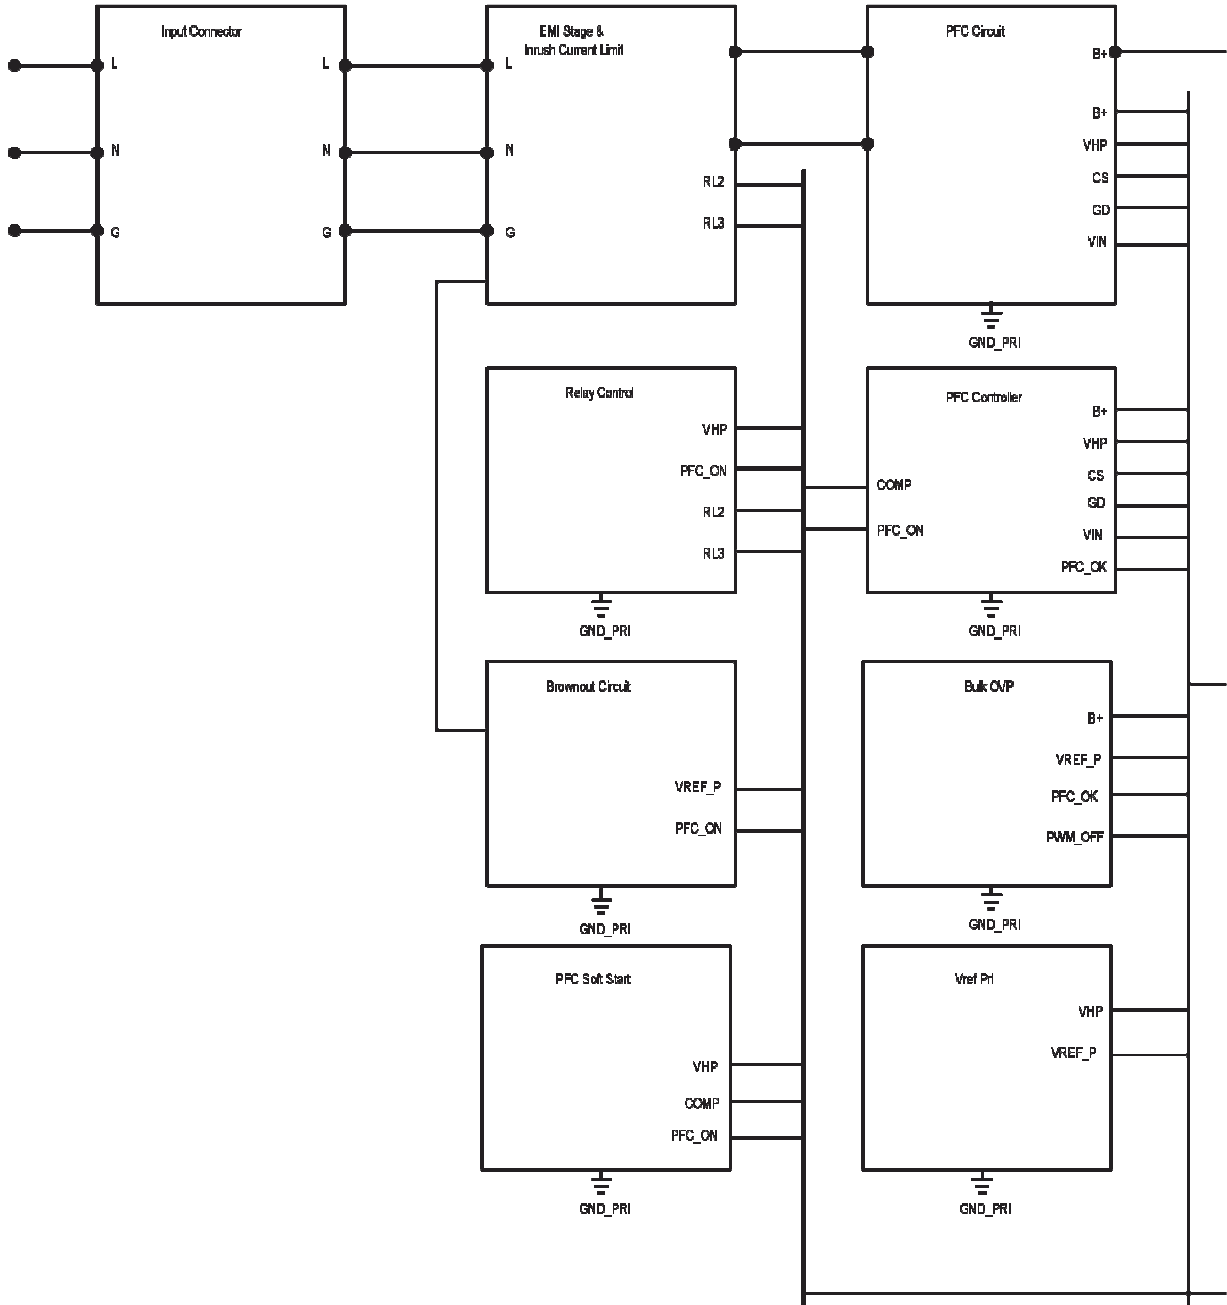 Input Connector
L
N
G
L
N
G
EMI Stage &
Inrush Current Limit
L
N
G
RL2
RL3
PFC Circuit
B+
B+
VHP
CS
GD
VIN
GND_PRI
Relay Control
VHP
PFC_ON
RL2
RL3
GND_PRI
PFC Controller
COMP
PFC_ON
B+
VHP
CS
GD
VIN
PFC_OK
GND_PRI
Brownout Circuit
VREF_P
PFC_ON
GND_PRI
Bulk OVP
B+
VREF_P
PFC_OK
PWM_OFF
GND_PRI
PFC Soft Start
VHP
COMP
PFC_ON
GND_PRI
Vref Pri
VHP
VREF_P
GND_PRI